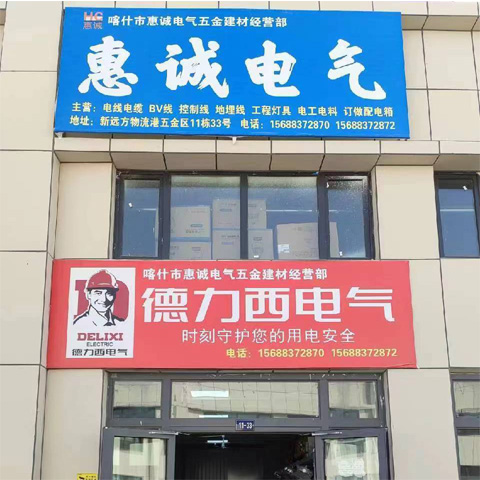 HC
惠诚
喀什市惠诚电气五金建材经营部
惠诚电气
主营：电线电缆 BV线 控制线 地埋线 工程灯具 电工电料 订做配电箱
地址：新远方物流港五金区11栋33号 电话：15688372870 15688372872
喀什市惠诚电气五金建材经营部
德力西电气
时刻守护您的用电安全
电话：15688372870 15688372872
DELIXI
ELECTRIC
德力西电气
11-33